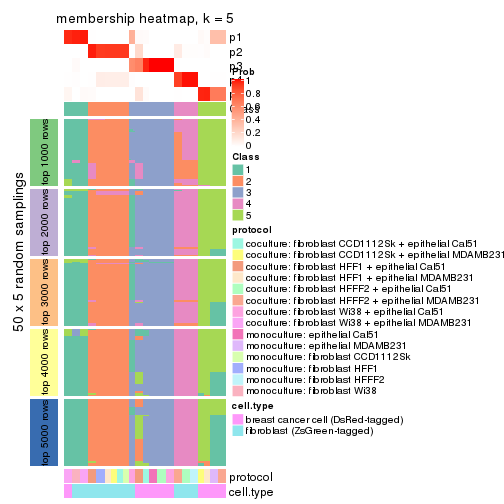 membership heatmap, k = 5
p1
p2
p3
p4
Prob
1
0.8
0.6
0.4
0.2
0
Class
1
2
3
4
5
50 x 5 random samplings
top 1000 rows
top 2000 rows
top 3000 rows
top 4000 rows
top 5000 rows
protocol
coculture: fibroblast CCD1112Sk + epithelial Cal51
coculture: fibroblast CCD1112Sk + epithelial MDAMB231
coculture: fibroblast HFF1 + epithelial Cal51
coculture: fibroblast HFF1 + epithelial MDAMB231
coculture: fibroblast HFFF2 + epithelial Cal51
coculture: fibroblast HFFF2 + epithelial MDAMB231
coculture: fibroblast Wi38 + epithelial Cal51
coculture: fibroblast Wi38 + epithelial MDAMB231
monoculture: epithelial Cal51
monoculture: epithelial MDAMB231
monoculture: fibroblast CCD1112Sk
monoculture: fibroblast HFF1
monoculture: fibroblast HFFF2
monoculture: fibroblast Wi38
cell.type
breast cancer cell (DsRed-tagged)
fibroblast (ZsGreen-tagged)
protocol
cell.type